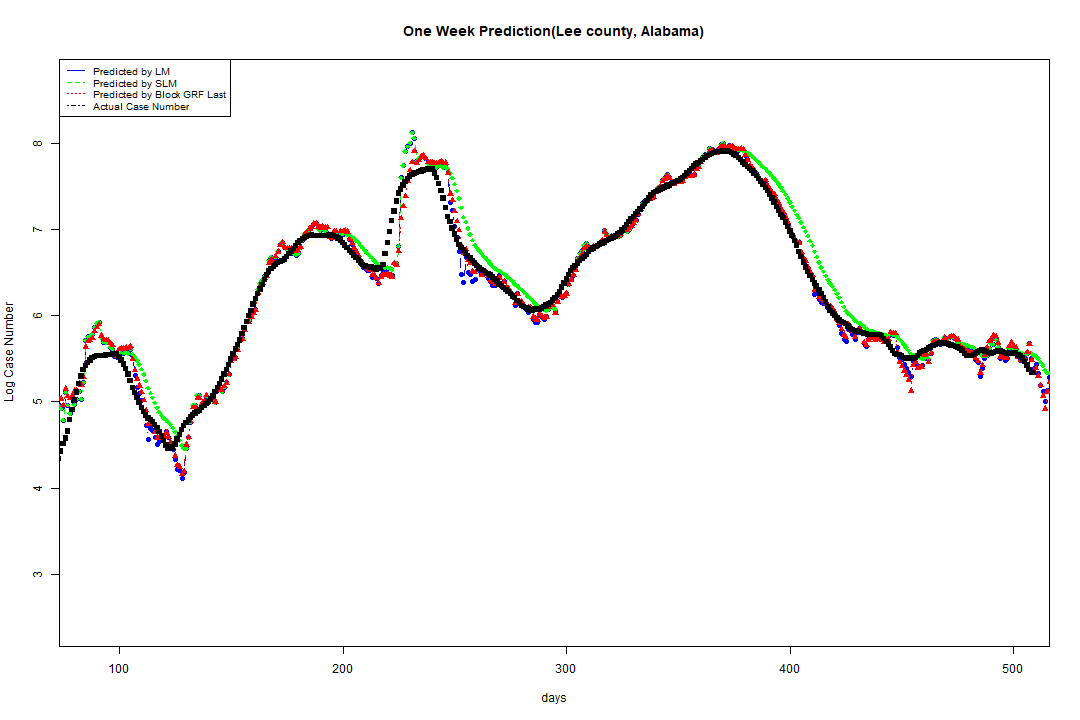 One Week Prediction(Lee county, Alabama)
Predicted by LM
Predicted by SLM
Predicted by Block GRF Last
Actual Case Number
Log Case Number
8
7
6
5
4
3
100 200 300 400 500
days